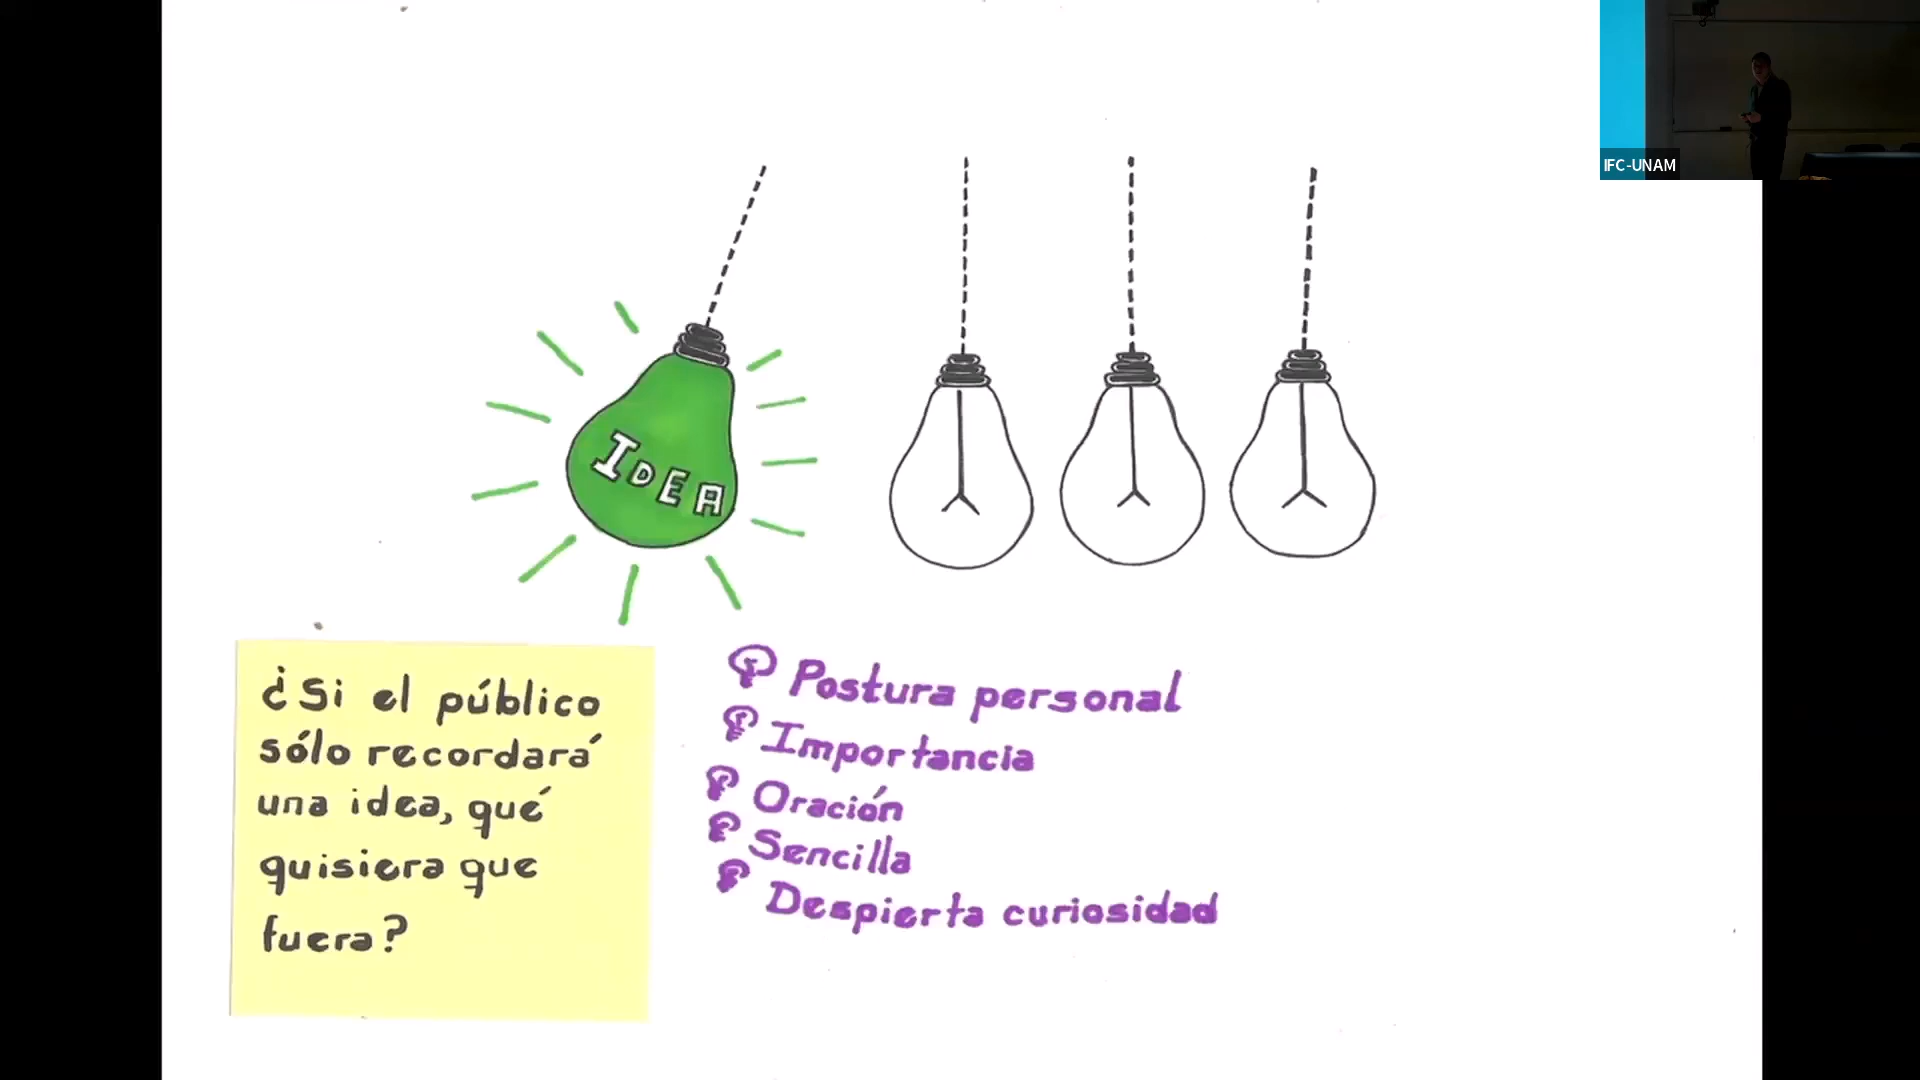 IFC-UNAM
IDEA
¿Si el público
sólo recordará
una idea, qué
quisiera que
fuera?
Postura personal
Importancia
Oración
Sencilla
Despierta curiosidad